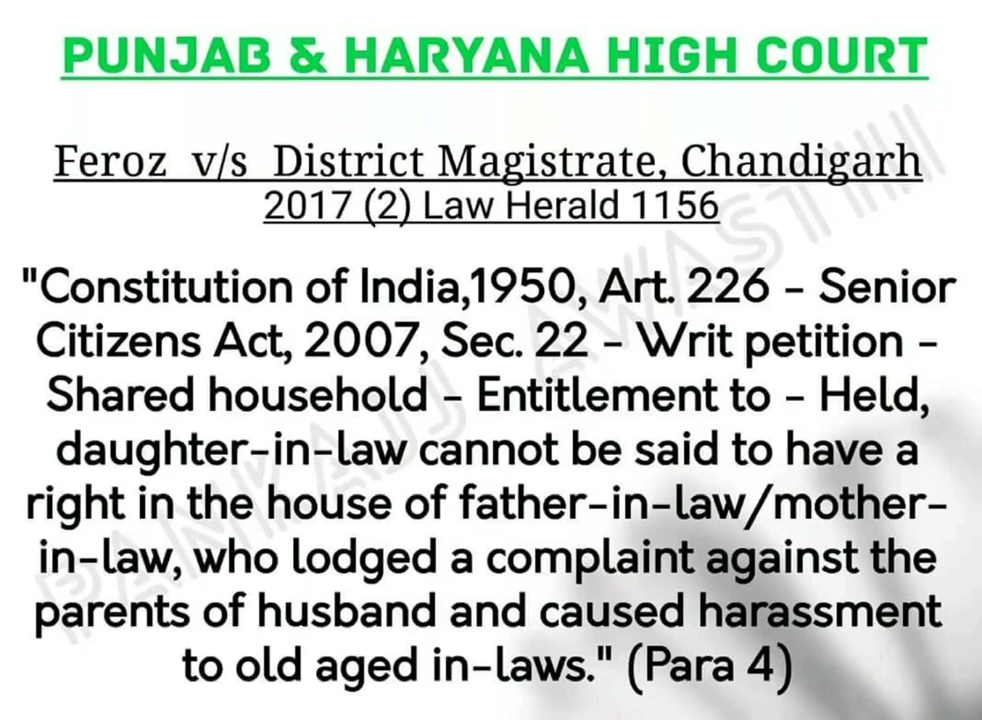 PUNJAB & HARYANA HIGH COURT
Feroz v/s District Magistrate, Chandigarh
2017 (2) Law Herald 1156
"Constitution of India,1950, Art. 226 - Senior
Citizens Act, 2007, Sec. 22 - Writ petition -
Shared household - Entitlement to - Held,
daughter-in-law cannot be said to have a
right in the house of father-in-law/mother-
in-law, who lodged a complaint against the
parents of husband and caused harassment
to old aged in-laws." (Para 4)
PANKAJJ AWASTHI